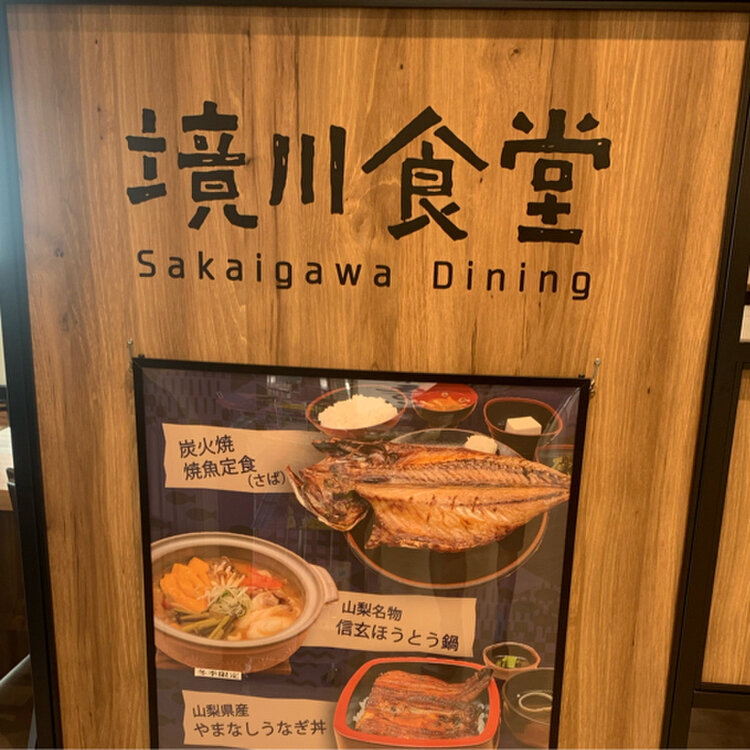 境川食堂
Sakaigawa Dining
炭火焼
焼魚定食
(さば)
山梨名物
信玄ほうとう鍋
冬季限定
山梨県産
やまなしうなぎ丼